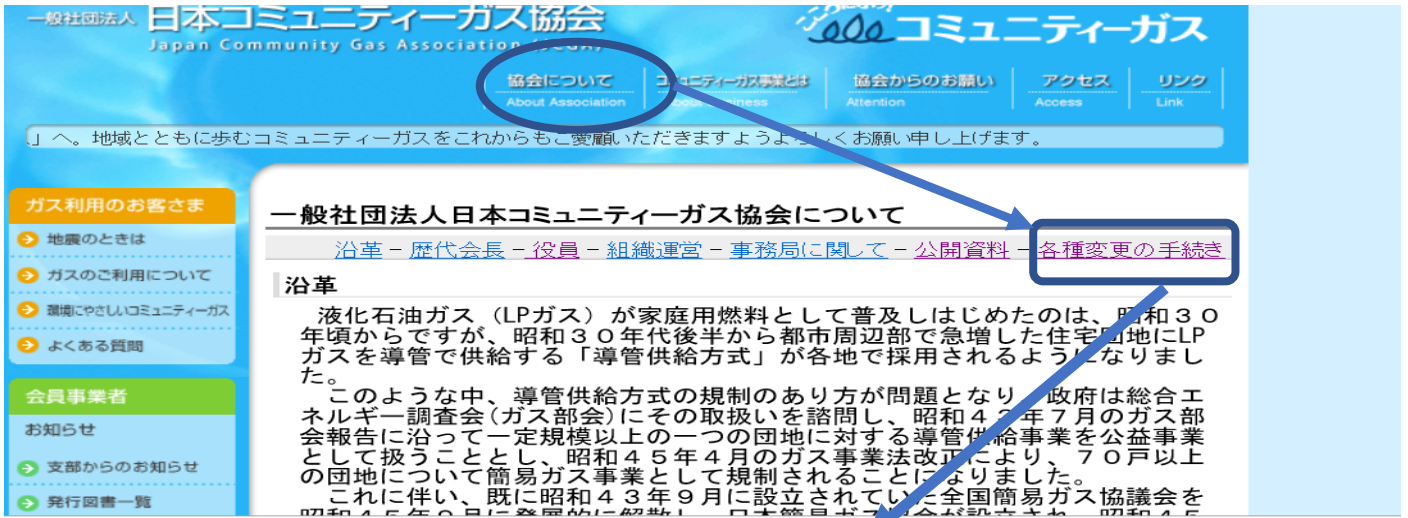 一般社団法人 日本コミュニティーガス協会
Japan Community Gas Association
コミュニティーガス
協会について
About Association
コミュニティーガス事業とは
協会からのお願い
Attention
アクセス
Access
リンク
Link
」へ。地域とともに歩むコミュニティーガスをこれからもご愛顧いただきますようよろしくお願い申し上げます。
ガス利用のお客さま
地震のときは
ガスのご利用について
環境にやさしいコミュニティーガス
よくある質問
会員事業者
お知らせ
支部からのお知らせ
発行図書一覧
一般社団法人日本コミュニティーガス協会について
沿革 − 歴代会長 − 役員 − 組織運営 − 事務局に関して − 公開資料 − 各種変更の手続き
沿革
液化石油ガス（LPガス）が家庭用燃料として普及しはじめたのは、昭和３０
年頃からですが、昭和３０年代後半から都市周辺部で急増した住宅団地にLP
ガスを導管で供給する「導管供給方式」が各地で採用されるようになりまし
た。
このような中、導管供給方式の規制のあり方が問題となり、政府は総合エ
ネルギー調査会(ガス部会)にその取扱いを諮問し、昭和４３年７月のガス部
会報告に沿って一定規模以上の一つの団地に対する導管供給事業を公益事業
として扱うこととし、昭和４５年４月のガス事業法改正により、７０戸以上
の団地について簡易ガス事業として規制されることになりました。
これに伴い、既に昭和４３年９月に設立されていた全国簡易ガス協議会を